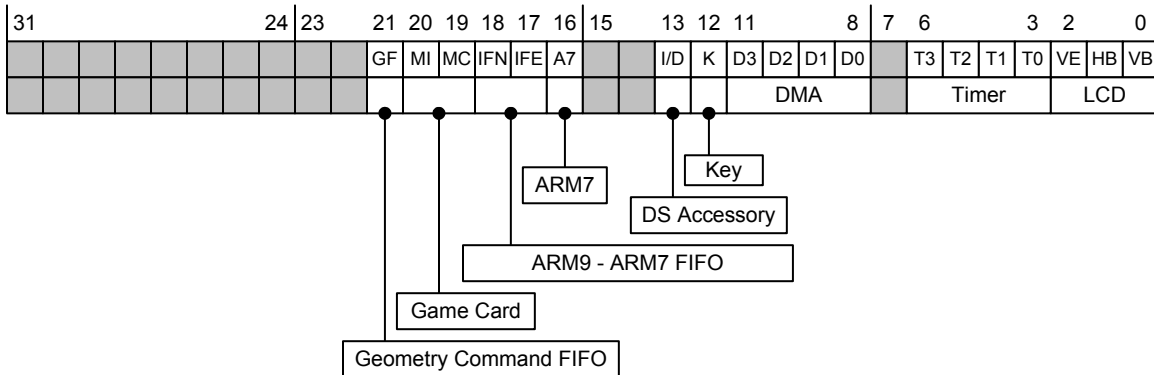 31 24 23 21 20 19 18 17 16 15 13 12 11 8 7 6 3 2 0
GF MI MC IFN IFE A7 I/D K D3 D2 D1 D0 T3 T2 T1 T0 VE HB VB
DMA Timer LCD
ARM7
Key
DS Accessory
ARM9 - ARM7 FIFO
Game Card
Geometry Command FIFO